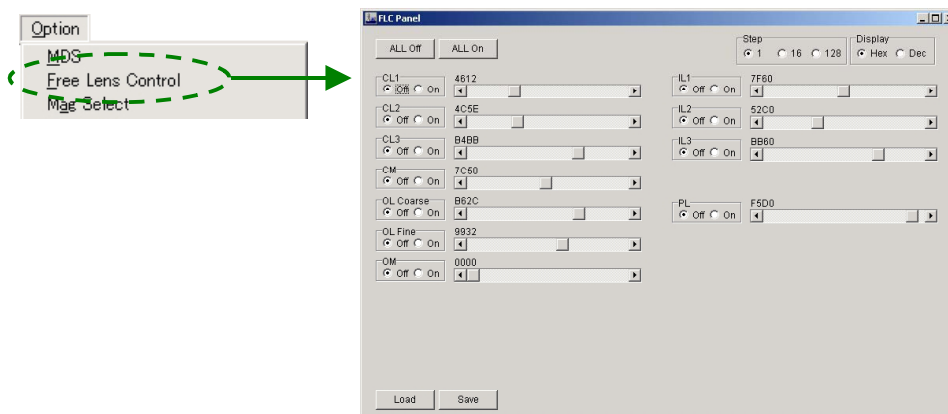 Option
MDS
Free Lens Control
Mag Select
FLC Panel
ALL Off ALL On
Step
1 16 128
Display
Hex Dec
CL1 4612
Off On
CL2 4C5E
Off On
CL3 B4BB
Off On
CM 7C60
Off On
OL Coarse B62C
Off On
OL Fine 9932
Off On
OM 0000
Off On
IL1 7F60
Off On
IL2 52C0
Off On
IL3 BB60
Off On
PL F5D0
Off On
Load Save